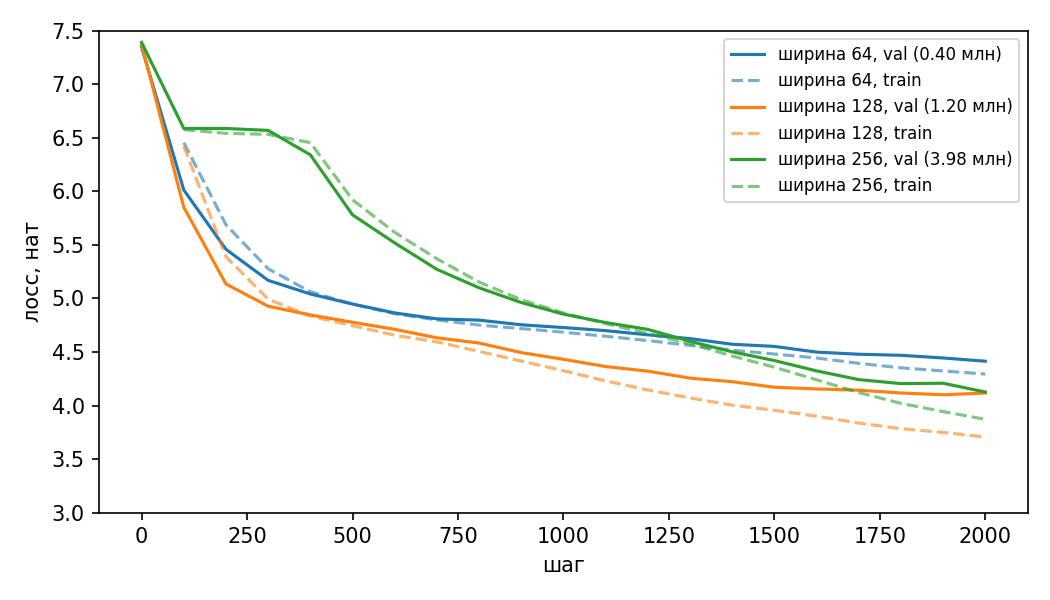 7.5
7.0
6.5
6.0
5.5
5.0
4.5
4.0
3.5
3.0
лосс, нат
0
250
500
750
1000
1250
1500
1750
2000
шаг
ширина 64, val (0.40 млн)
ширина 64, train
ширина 128, val (1.20 млн)
ширина 128, train
ширина 256, val (3.98 млн)
ширина 256, train